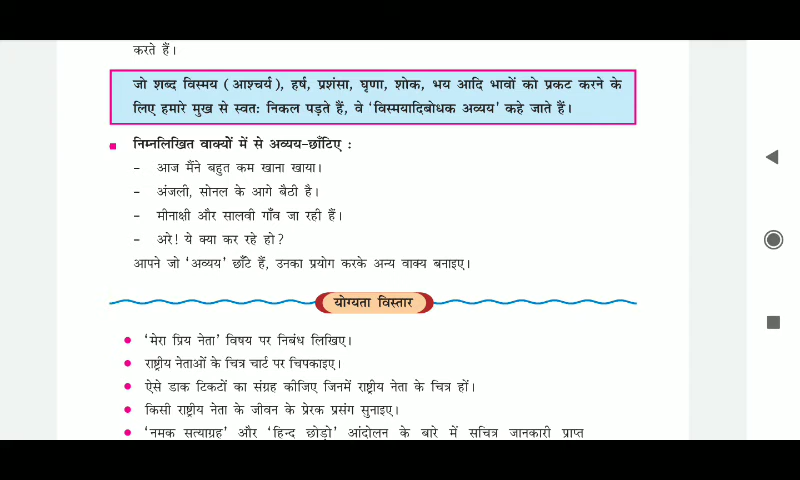 करते हैं।
जो शब्द विस्मय (आश्चर्य), हर्ष, प्रशंसा, घृणा, शोक, भय आदि भावों को प्रकट करने के
लिए हमारे मुख से स्वतः निकल पड़ते हैं, वे ‘विस्मयादिबोधक अव्यय’ कहे जाते हैं।
■ निम्नलिखित वाक्यों में से अव्यय-छाँटिए :
- आज मैंने बहुत कम खाना खाया।
- अंजली, सोनल के आगे बैठी है।
- मीनाक्षी और सालवी गाँव जा रही हैं।
- अरे! ये क्या कर रहे हो?
आपने जो ‘अव्यय’ छाँटे हैं, उनका प्रयोग करके अन्य वाक्य बनाइए।
योग्यता विस्तार
● ‘मेरा प्रिय नेता’ विषय पर निबंध लिखिए।
● राष्ट्रीय नेताओं के चित्र चार्ट पर चिपकाइए।
● ऐसे डाक टिकटों का संग्रह कीजिए जिनमें राष्ट्रीय नेता के चित्र हों।
● किसी राष्ट्रीय नेता के जीवन के प्रेरक प्रसंग सुनाइए।
● ‘नमक सत्याग्रह’ और ‘हिन्द छोड़ो’ आंदोलन के बारे में सचित्र जानकारी प्राप्त